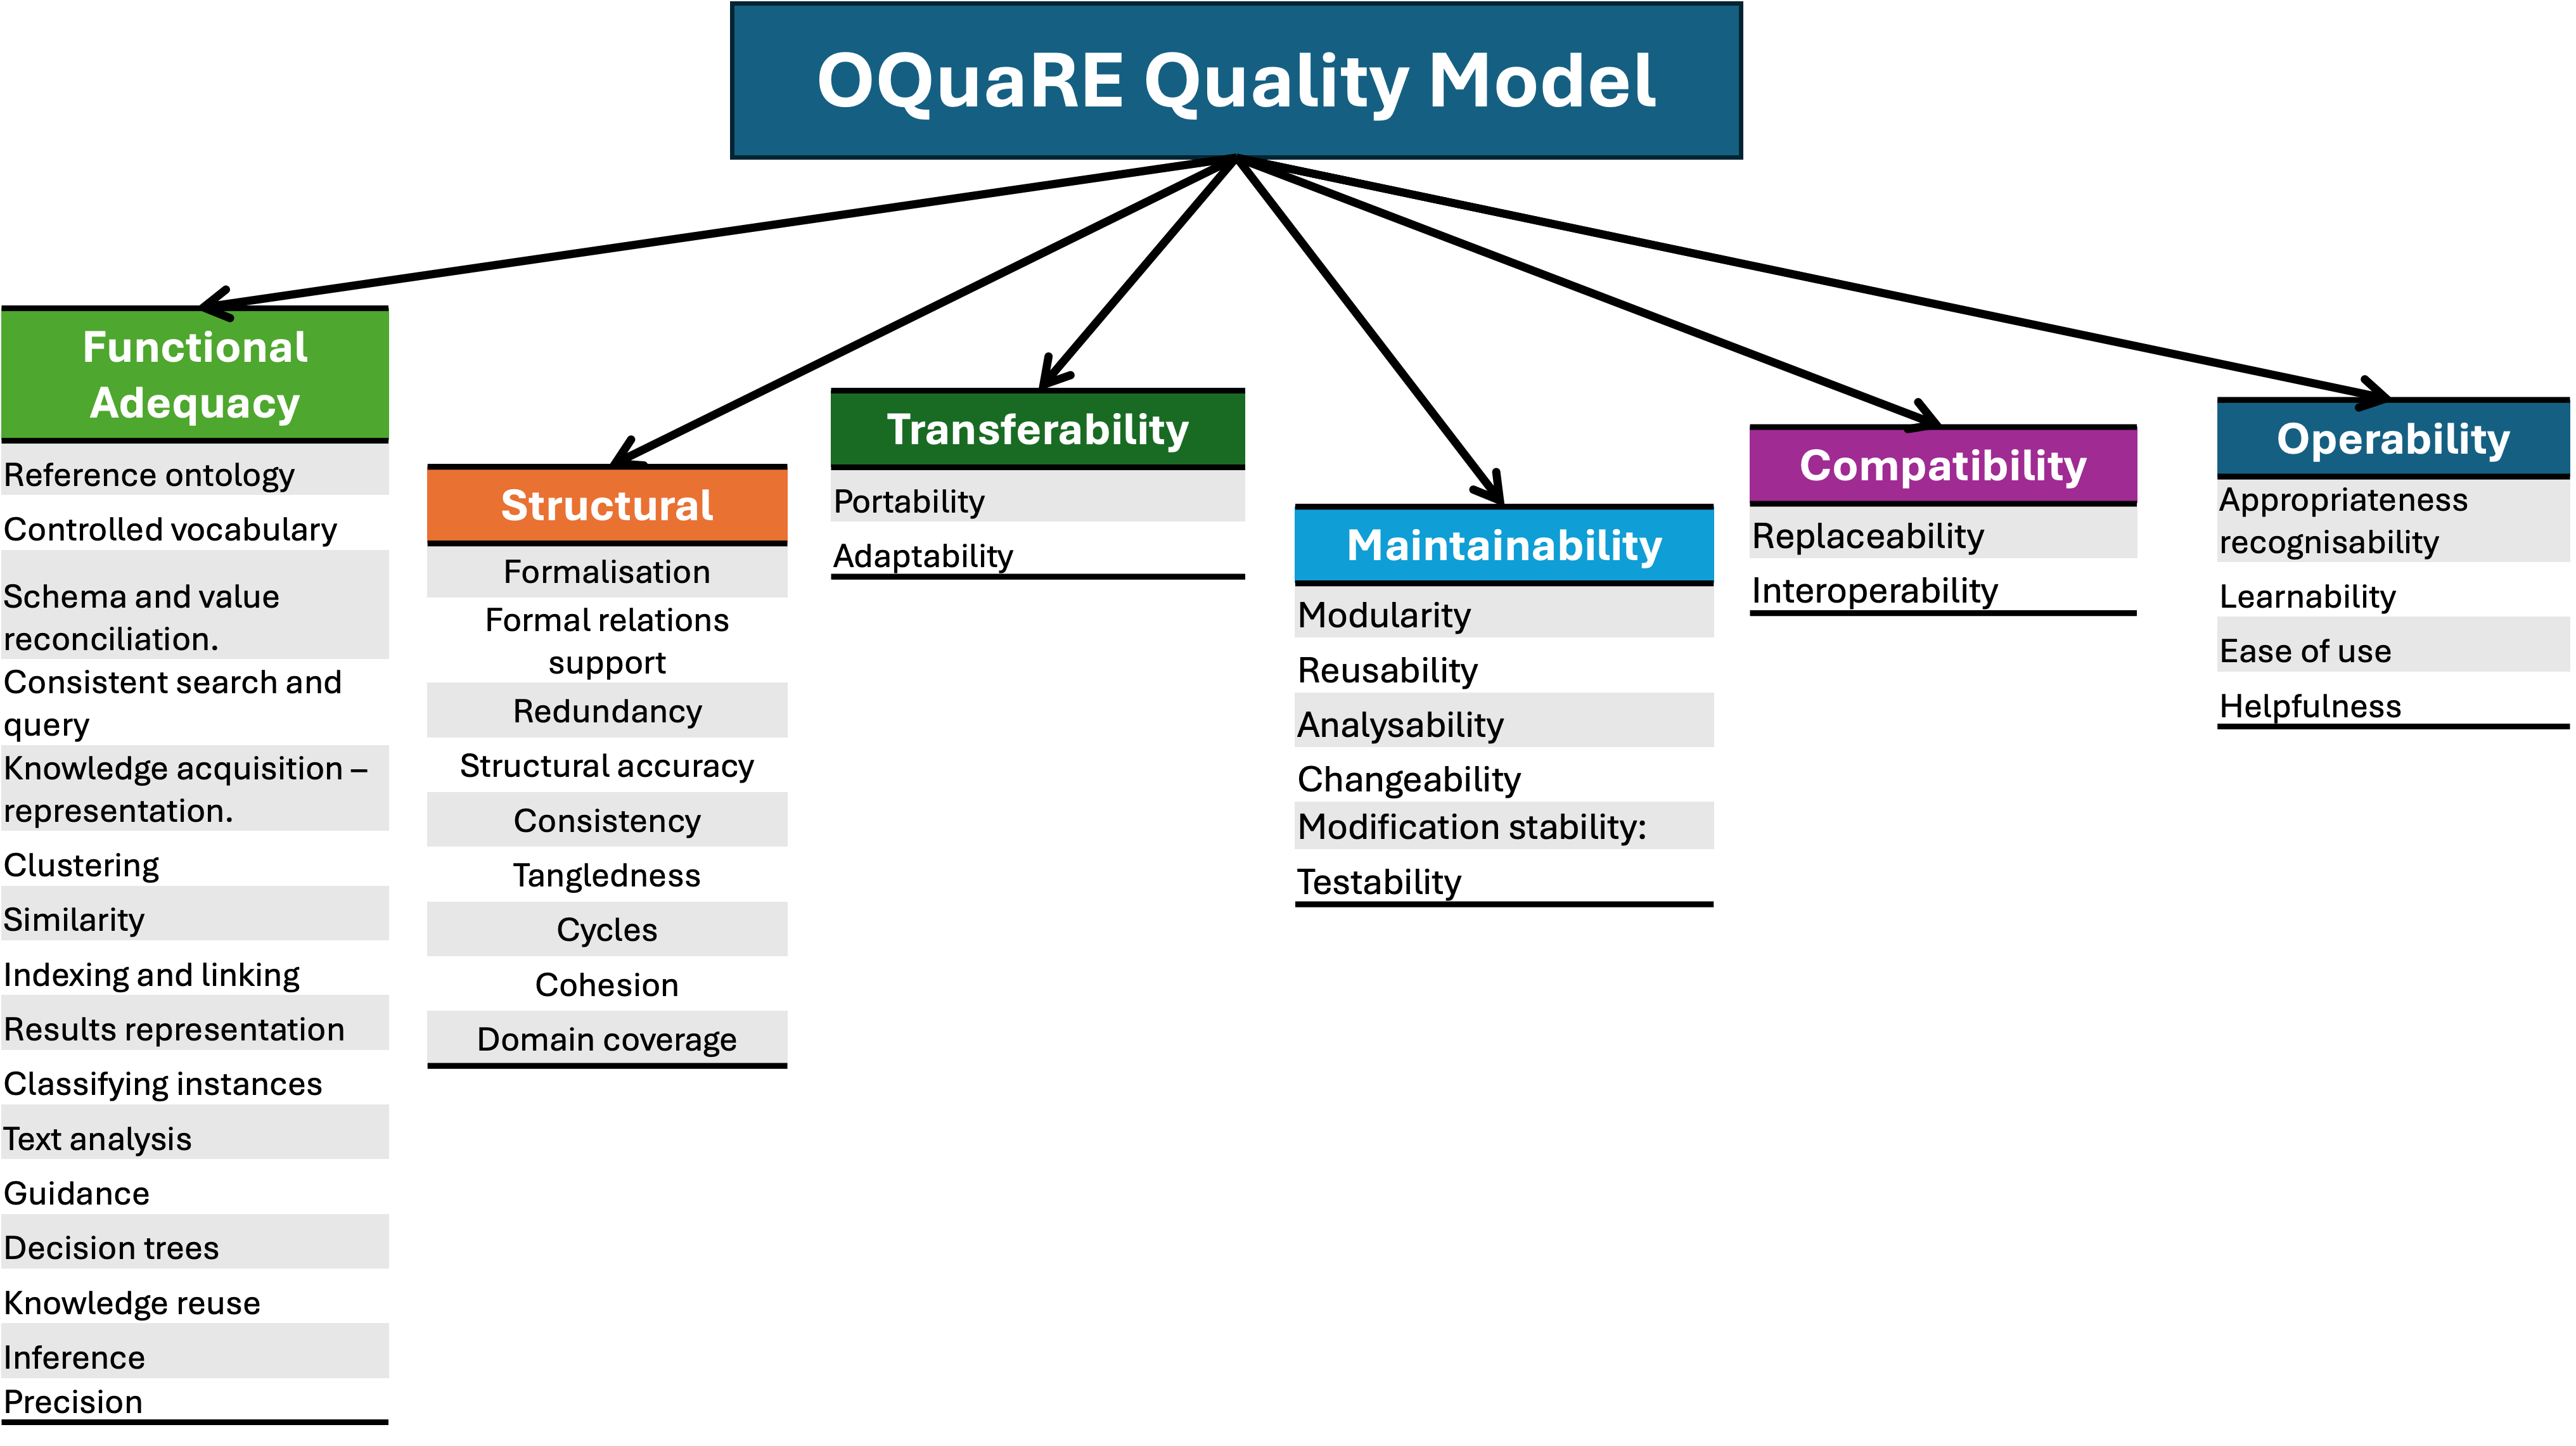 OQuaRE Quality Model
Functional
Adequacy
Reference ontology
Controlled vocabulary
Schema and value
reconciliation.
Consistent search and
query
Knowledge acquisition –
representation.
Clustering
Similarity
Indexing and linking
Results representation
Classifying instances
Text analysis
Guidance
Decision trees
Knowledge reuse
Inference
Precision
Structural
Formalisation
Formal relations
support
Redundancy
Structural accuracy
Consistency
Tangledness
Cycles
Cohesion
Domain coverage
Transferability
Portability
Adaptability
Maintainability
Modularity
Reusability
Analysability
Changeability
Modification stability:
Testability
Compatibility
Replaceability
Interoperability
Operability
Appropriateness
recognisability
Learnability
Ease of use
Helpfulness